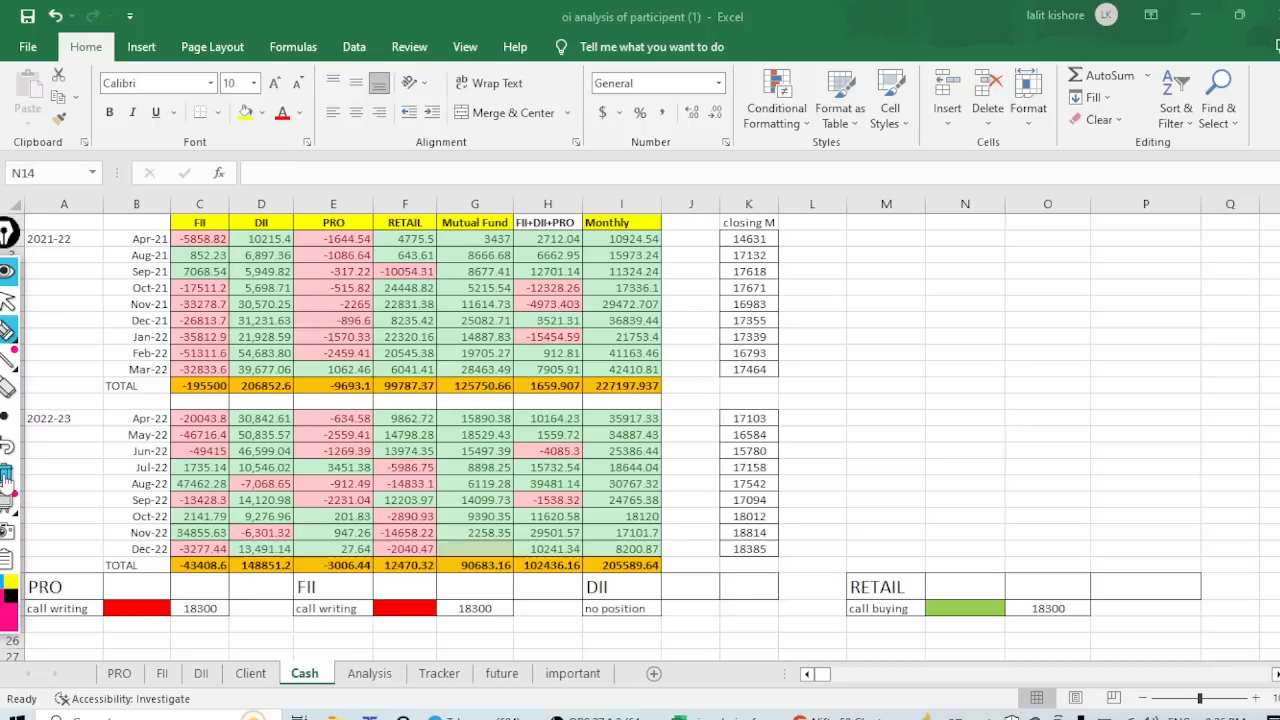 oi analysis of participent (1) - Excel
lalit kishore LK
File Home Insert Page Layout Formulas Data Review View Help Tell me what you want to do
Paste Calibri 10 Wrap Text General Conditional Formatting Format as Table Cell Styles Insert Delete Format AutoSum Fill Clear Sort & Filter Find & Select
Merge & Center
Clipboard Font Alignment Number Styles Cells Editing
N14
A B C D E F G H I J K L M N O P Q
FII DII PRO RETAIL Mutual Fund FII+DII+PRO Monthly closing M
2021-22 Apr-21 -5858.82 10215.4 -1644.54 4775.5 3437 2712.04 10924.54 14631
Aug-21 852.23 6,897.36 -1086.64 643.61 8666.68 6662.95 15973.24 17132
Sep-21 7068.54 5,949.82 -317.22 -10054.31 8677.41 12701.14 11324.24 17618
Oct-21 -17511.2 5,698.71 -515.82 24448.82 5215.54 -12328.26 17336.1 17671
Nov-21 -33278.7 30,570.25 -2265 22831.38 11614.73 -4973.403 29472.707 16983
Dec-21 -26813.7 31,231.63 -896.6 8235.42 25082.71 3521.31 36839.44 17355
Jan-22 -35812.9 21,928.59 -1570.33 22320.16 14887.83 -15454.59 21753.4 17339
Feb-22 -51311.6 54,683.80 -2459.41 20545.38 19705.27 912.81 41163.46 16793
Mar-22 -32833.6 39,677.06 1062.46 6041.41 28463.49 7905.91 42410.81 17464
TOTAL -195500 206852.6 -9693.1 99787.37 125750.66 1659.907 227197.937
2022-23 Apr-22 -20043.8 30,842.61 -634.58 9862.72 15890.38 10164.23 35917.33 17103
May-22 -46716.4 50,835.57 -2559.41 14798.28 18529.43 1559.72 34887.43 16584
Jun-22 -49415 46,599.04 -1269.39 13974.35 15497.39 -4085.3 25386.44 15780
Jul-22 1735.14 10,546.02 3451.38 -5986.75 8898.25 15732.54 18644.04 17158
Aug-22 47462.28 -7,068.65 -912.49 -14833.1 6119.28 39481.14 30767.32 17542
Sep-22 -13428.3 14,120.98 -2231.04 12203.97 14099.73 -1538.32 24765.38 17094
Oct-22 2141.79 9,276.96 201.83 -2890.93 9390.35 11620.58 18120 18012
Nov-22 34855.63 -6,301.32 947.26 -14658.22 2258.35 29501.57 17101.7 18814
Dec-22 -3277.44 13,491.14 27.64 -2040.47 10241.34 8200.87 18385
TOTAL -43408.6 148851.2 -3006.44 12470.32 90683.16 102436.16 205589.64
PRO FII DII RETAIL
call writing 18300 call writing 18300 no position call buying 18300
26
27
PRO FII DII Client Cash Analysis Tracker future important
Ready Accessibility: Investigate